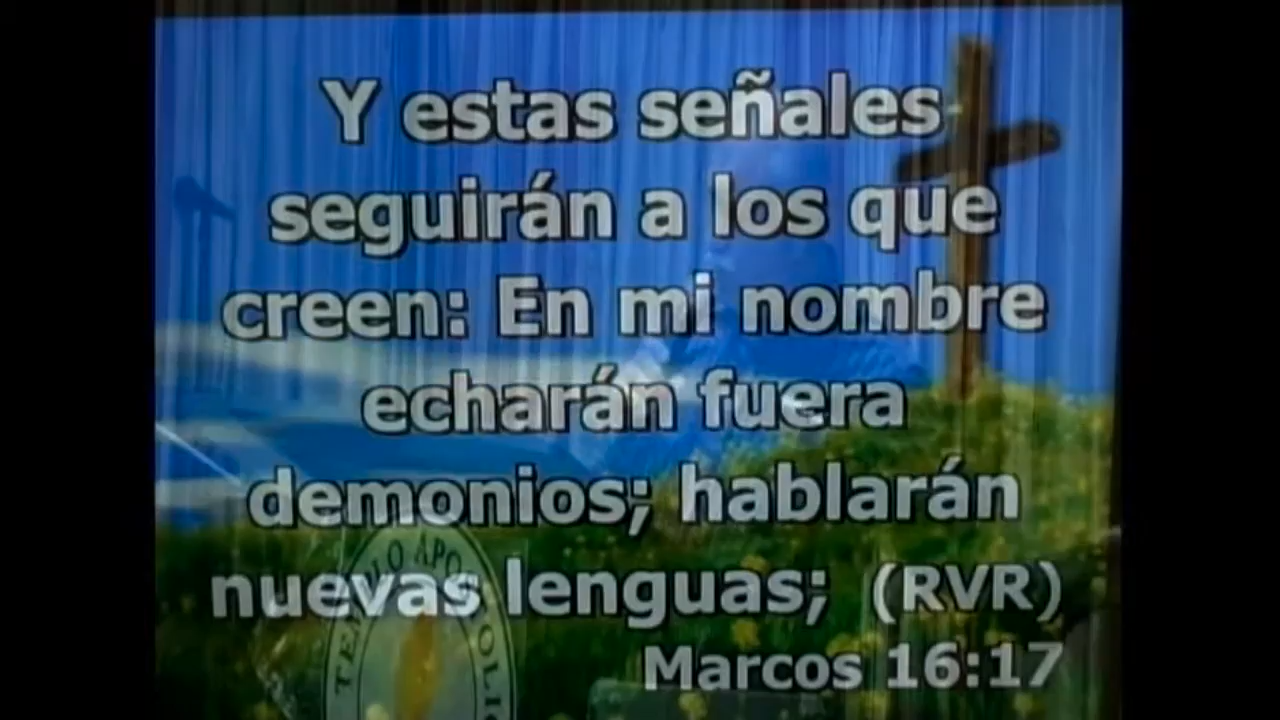 Y estas señales
seguirán a los que
creen: En mi nombre
echarán fuera
demonios; hablarán
nuevas lenguas; (RVR)
Marcos 16:17